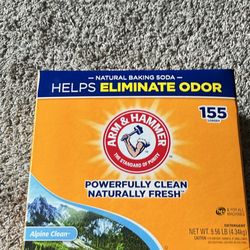 NATURAL BAKING SODA
HELPS ELIMINATE ODOR
155
LOADS
ARM & HAMMER
THE STANDARD OF PURITY
POWERFULLY CLEAN
NATURALLY FRESH
Alpine Clean
NET WT. 9.56 LB (4.34kg)